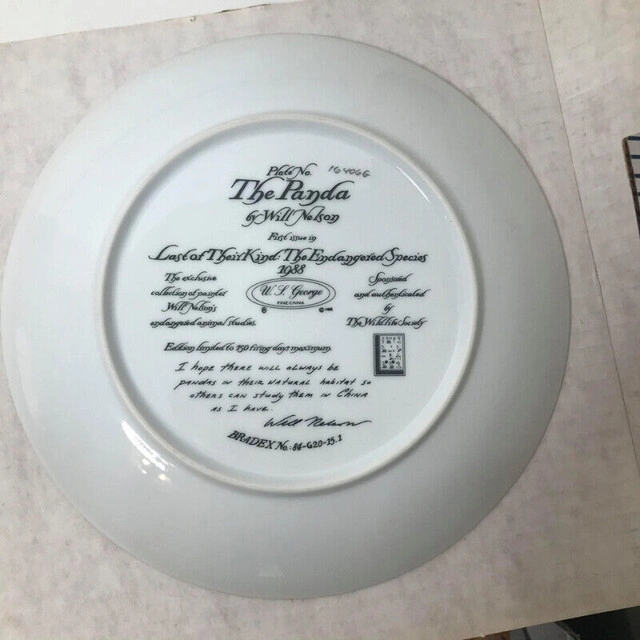 Plate No. 16406G
The Panda
by Will Nelson
First issue in
Last of Their Kind: The Endangered Species
1988
The exclusive
collection of painter
Will Nelson's
endangered animal studies.
W. L. George
FINE CHINA
Sponsored
and authenticated
by
The Wildlife Society
Edition limited to 150 firing days maximum.
I hope there will always be
pandas in their natural habitat so
others can study them in China
as I have.
Will Nelson
BRADEX No.: 84-G20-15.1